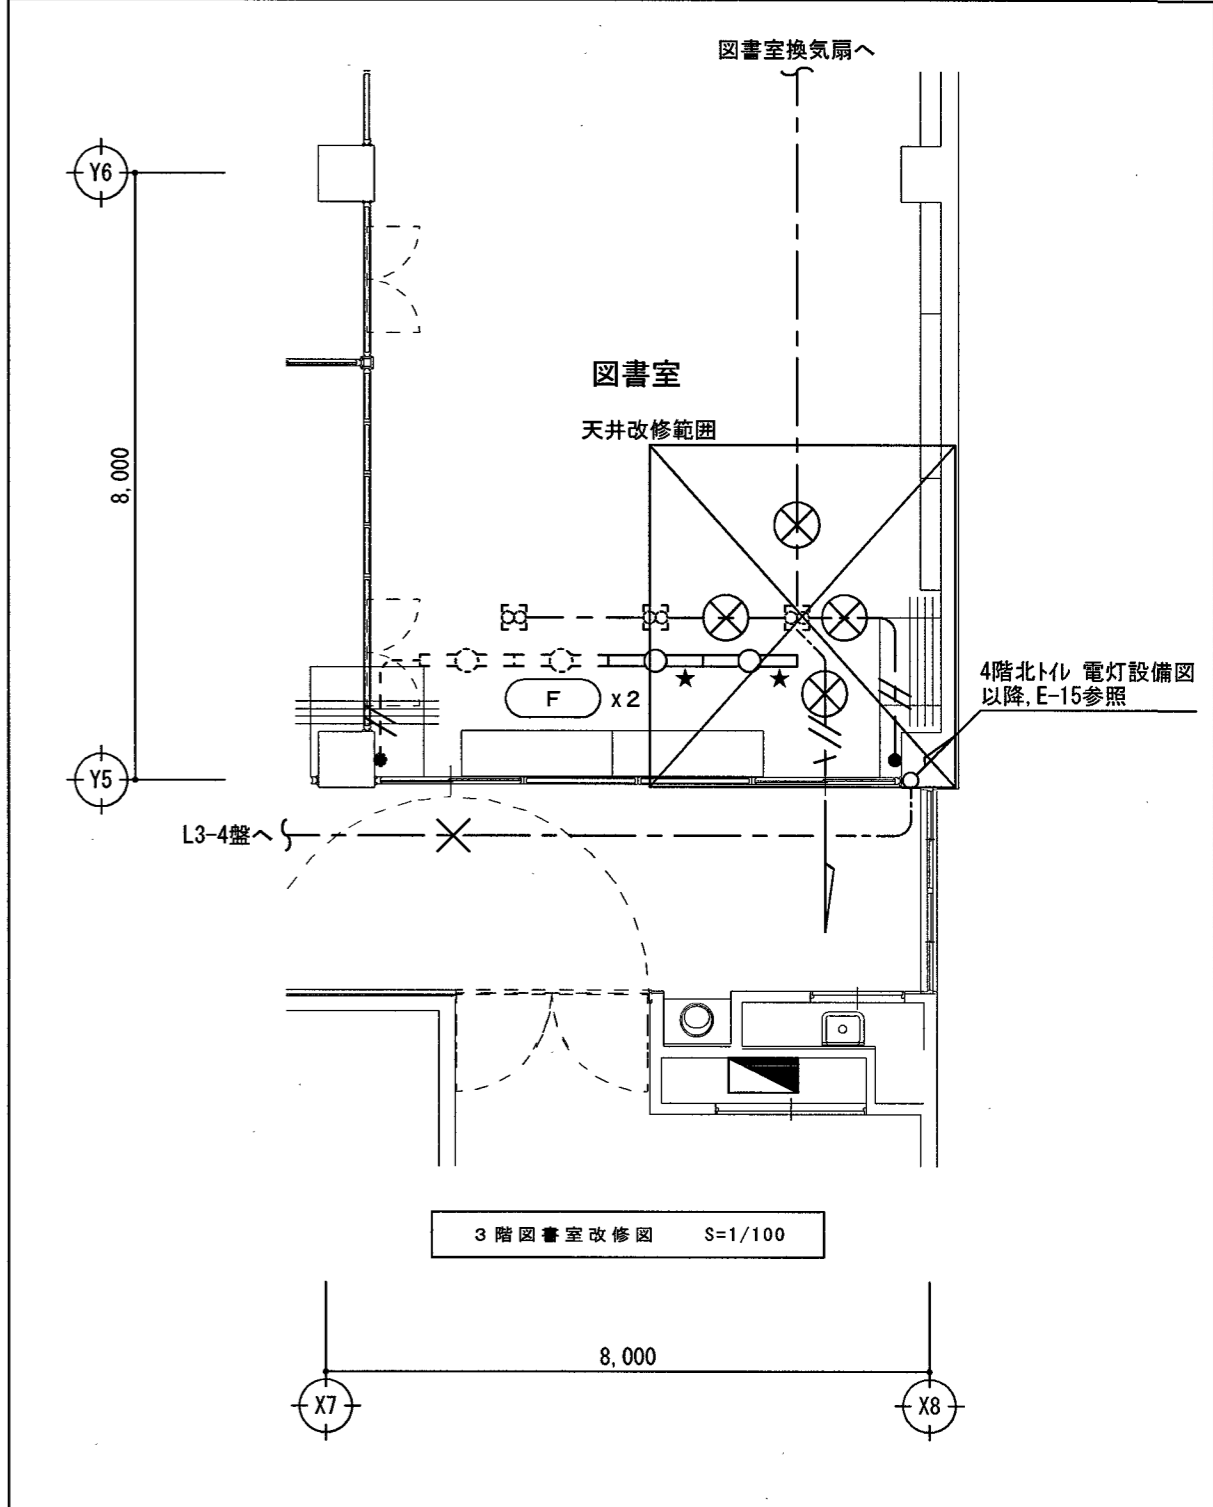 図書室換気扇へ
Y6
8,000
図書室
天井改修範囲
4階北ﾄｲﾚ 電灯設備図
以降,E-15参照
F x2
★ ★
Y5
L3-4盤へ
3階図書室改修図 S=1/100
8,000
X7 X8